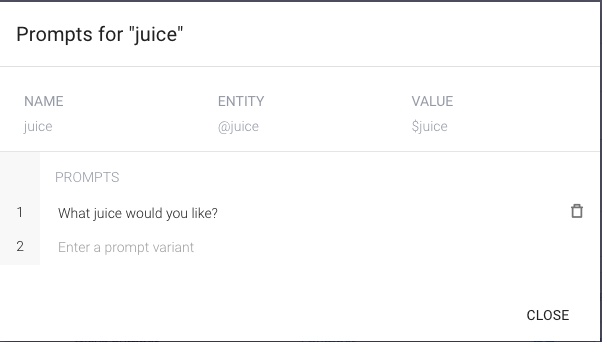 Prompts for "juice"
NAME ENTITY VALUE
juice @juice $juice
PROMPTS
1 What juice would you like?
2 Enter a prompt variant
CLOSE